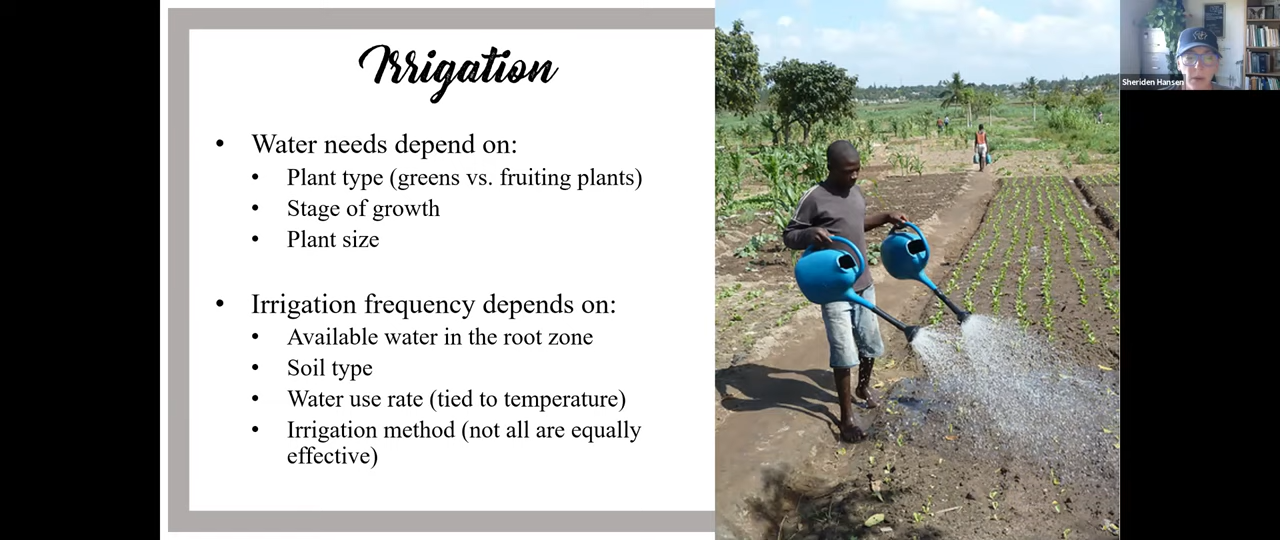 Irrigation
• Water needs depend on:
• Plant type (greens vs. fruiting plants)
• Stage of growth
• Plant size
• Irrigation frequency depends on:
• Available water in the root zone
• Soil type
• Water use rate (tied to temperature)
• Irrigation method (not all are equally
effective)
Sheriden Hansen